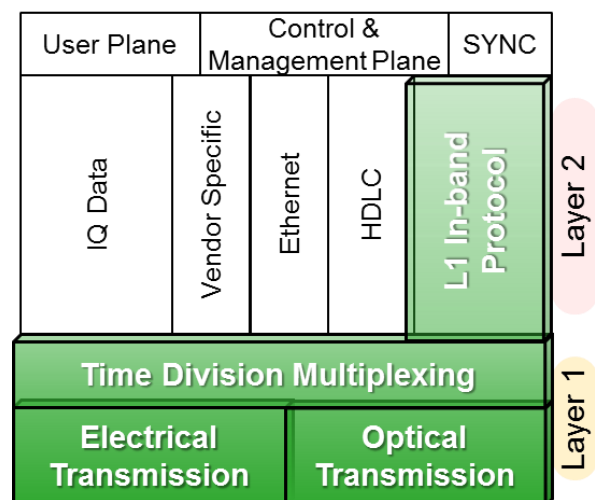 User Plane
Control &
Management Plane
SYNC
IQ Data
Vendor Specific
Ethernet
HDLC
L1 In-band
Protocol
Layer 2
Time Division Multiplexing
Layer 1
Electrical
Transmission
Optical
Transmission